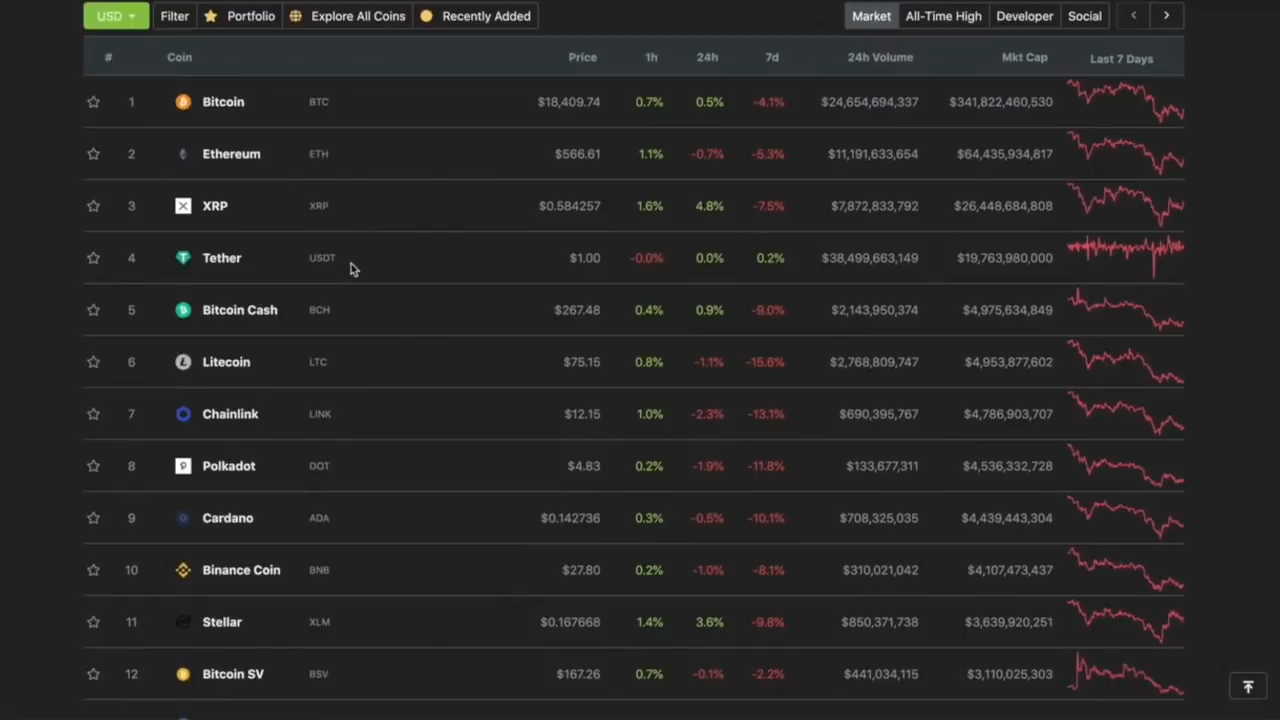 USD Filter Portfolio Explore All Coins Recently Added Market All-Time High Developer Social
# Coin Price 1h 24h 7d 24h Volume Mkt Cap Last 7 Days
1 Bitcoin BTC $18,409.74 0.7% 0.5% -4.1% $24,654,694,337 $341,822,460,530
2 Ethereum ETH $566.61 1.1% -0.7% -5.3% $11,191,633,654 $64,435,934,817
3 XRP XRP $0.584257 1.6% 4.8% -7.5% $7,872,833,792 $26,448,684,808
4 Tether USDT $1.00 -0.0% 0.0% 0.2% $38,499,663,149 $19,763,980,000
5 Bitcoin Cash BCH $267.48 0.4% 0.9% -9.0% $2,143,950,374 $4,975,634,849
6 Litecoin LTC $75.15 0.8% -1.1% -15.6% $2,768,809,747 $4,953,877,602
7 Chainlink LINK $12.15 1.0% -2.3% -13.1% $690,395,767 $4,786,903,707
8 Polkadot DOT $4.83 0.2% -1.9% -11.8% $133,677,311 $4,536,332,728
9 Cardano ADA $0.142736 0.3% -0.5% -10.1% $708,325,035 $4,439,443,304
10 Binance Coin BNB $27.80 0.2% -1.0% -8.1% $310,021,042 $4,107,473,437
11 Stellar XLM $0.167668 1.4% 3.6% -9.8% $850,371,738 $3,639,920,251
12 Bitcoin SV BSV $167.26 0.7% -0.1% -2.2% $441,034,115 $3,110,025,303